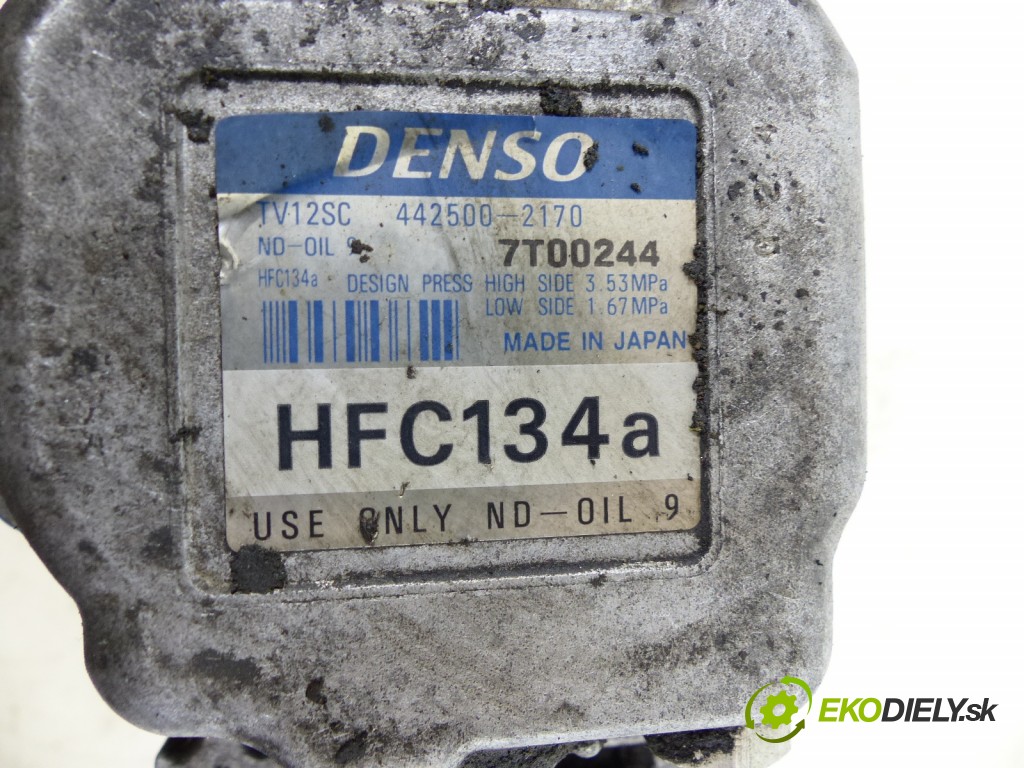 DENSO
TV12SC 442500-2170
ND-OIL 9 7T00244
HFC134a DESIGN PRESS HIGH SIDE 3.53MPa
LOW SIDE 1.67MPa
MADE IN JAPAN
HFC134a
USE ONLY ND-OIL 9
EKODIELY.sk